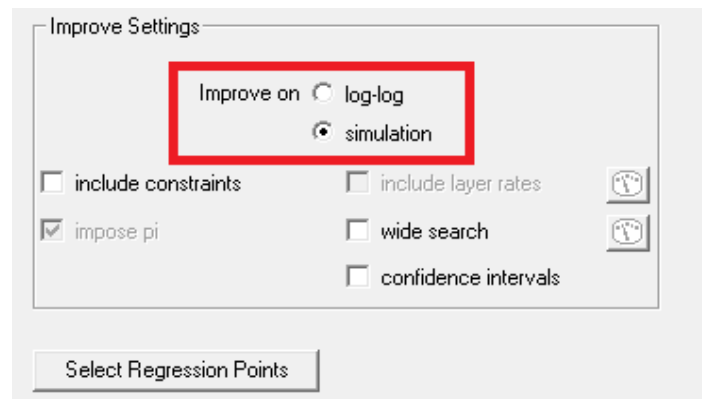 Improve Settings
Improve on log-log
simulation
include constraints include layer rates
impose pi wide search
confidence intervals
Select Regression Points